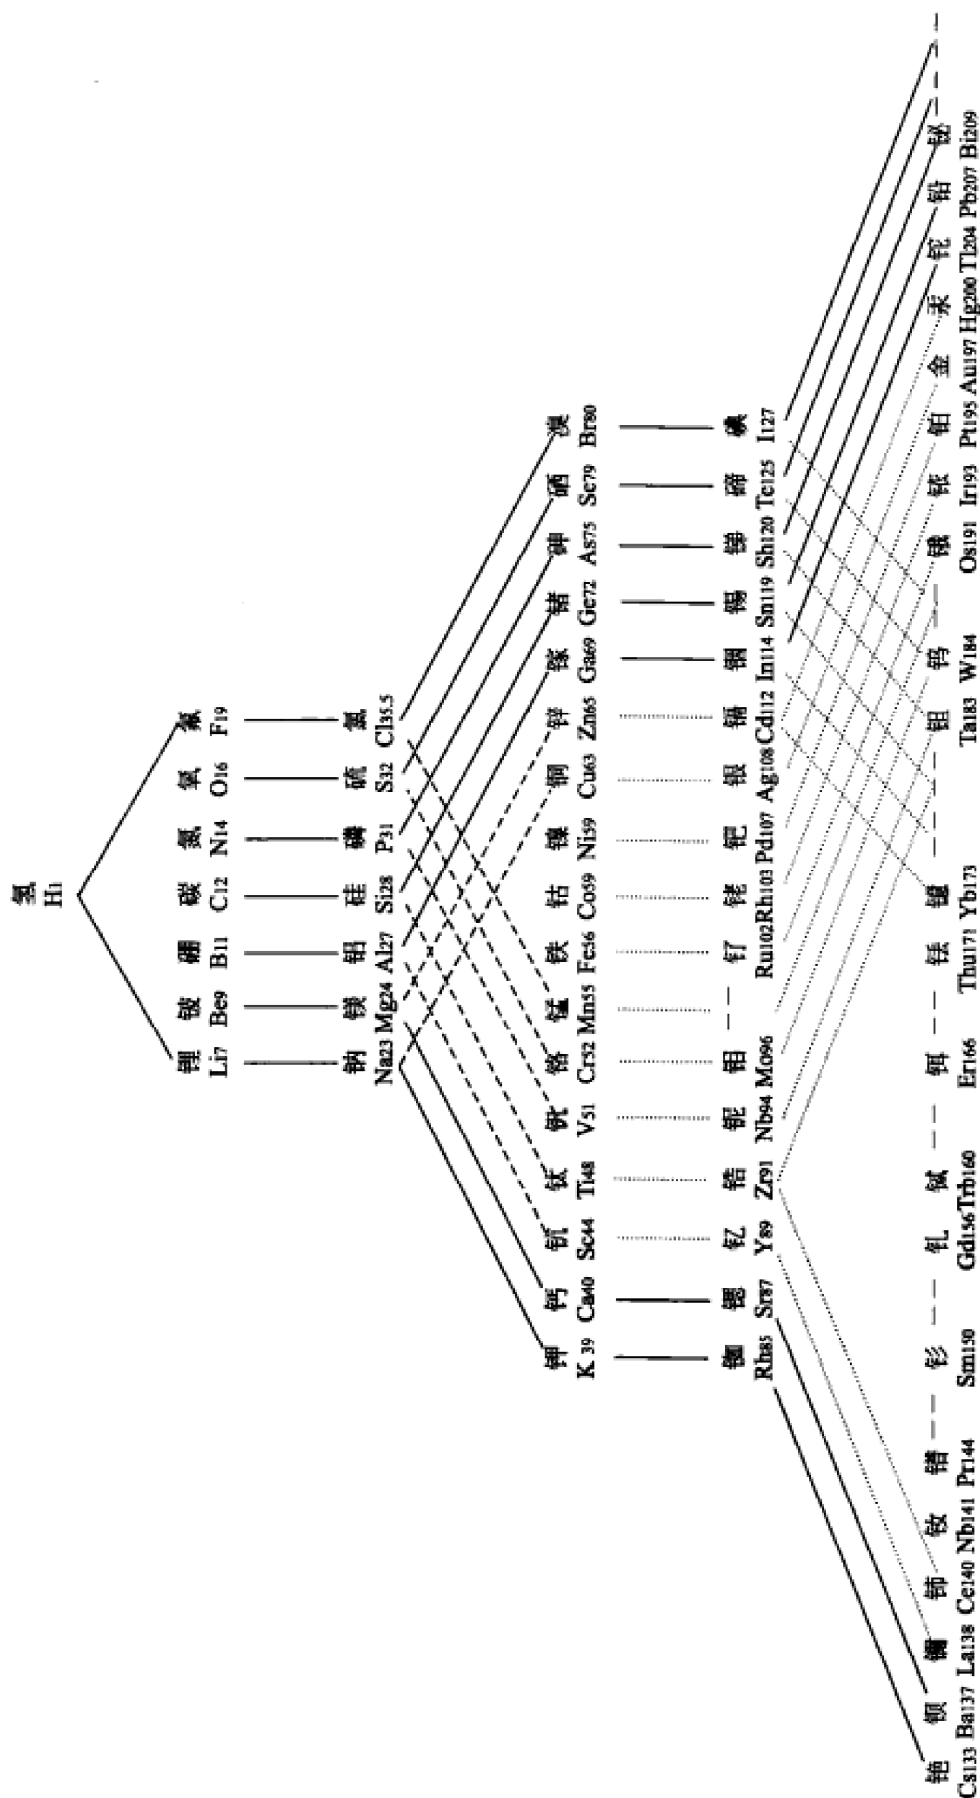 氢
H1
锂 铍 硼 碳 氮 氧 氟
Li7 Be9 B11 C12 N14 O16 F19
钠 镁 铝 硅 磷 硫 氯
Na23 Mg24 Al27 Si28 P31 S32 Cl35.5
钾 钙 钪 钛 钒 铬 锰 铁 钴 镍 铜 锌 镓 锗 砷 硒 溴
K 39 Ca40 Sc44 Ti48 V51 Cr52 Mn55 Fe56 Co59 Ni59 Cu63 Zn65 Ga69 Ge72 As75 Se79 Br80
铷 锶 钇 锆 铌 钼 — — 钌 铑 钯 银 镉 铟 锡 锑 碲 碘
Rb85 Sr87 Y89 Zr91 Nb94 Mo96 Ru102 Rh103 Pd107 Ag108 Cd112 In114 Sn119 Sb120 Te125 I127
铯 钡 镧 铈 钕 镨 — — 钐 — — 钆 铽 — — 铒 — — 铥 镱 — — — — 钽 钨 — — 锇 铱 铂 金 汞 铊 铅 铋 — — — —
Cs133 Ba137 La138 Ce140 Nb141 Pr144 Sm150 Gd156 Trb160 Er166 Thu171 Yb173 Ta183 W184 Os191 Ir193 Pt195 Au197 Hg200 Tl204 Pb207 Bi209